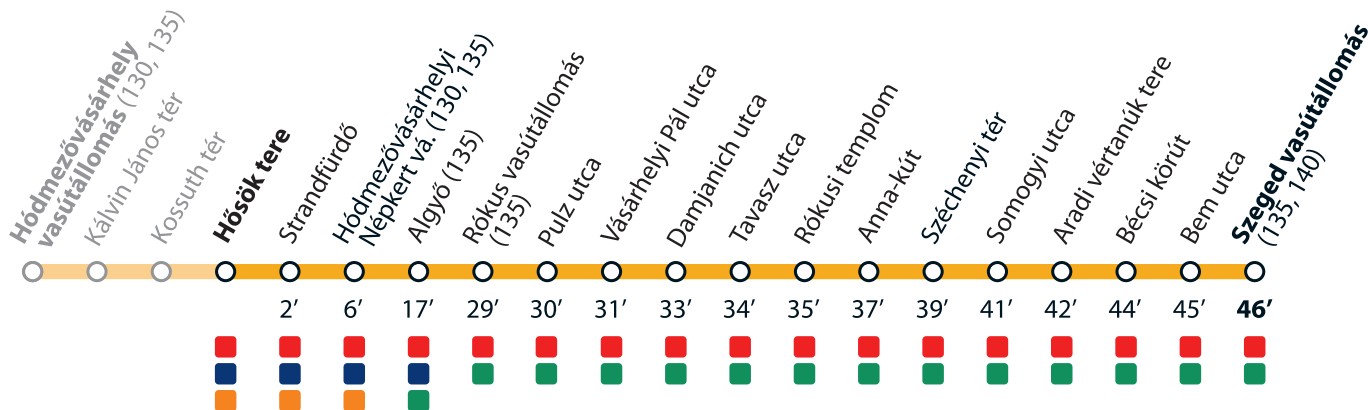 Hódmezővásárhely
vasútállomás (130, 135)
Kálvin János tér
Kossuth tér
Hősök tere
Strandfürdő
Hódmezővásárhelyi
Népkert vá. (130, 135)
Algyő (135)
Rókus vasútállomás
(135)
Pulz utca
Vásárhelyi Pál utca
Damjanich utca
Tavasz utca
Rókusi templom
Anna-kút
Széchenyi tér
Somogyi utca
Aradi vértanúk tere
Bécsi körút
Bem utca
Szeged vasútállomás
(135, 140)
2’ 6’ 17’ 29’ 30’ 31’ 33’ 34’ 35’ 37’ 39’ 41’ 42’ 44’ 45’ 46’